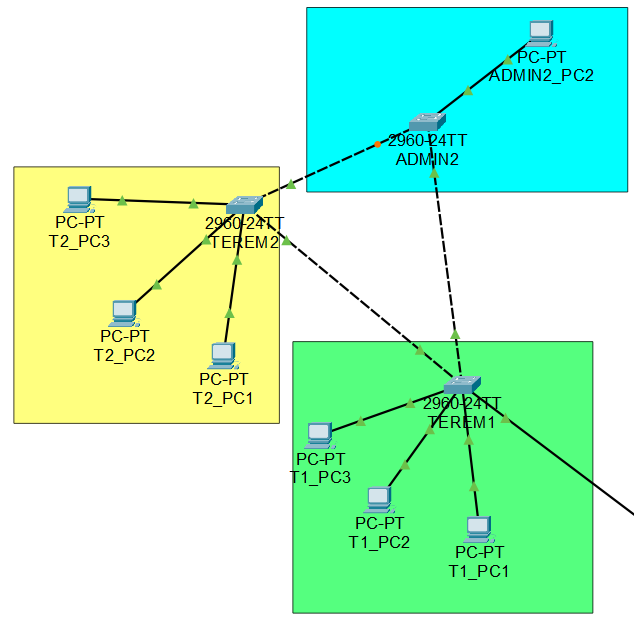 PC-PT
ADMIN2_PC2
2960-24TT
ADMIN2
PC-PT
T2_PC3
2960-24TT
TEREM2
PC-PT
T2_PC2
PC-PT
T2_PC1
2960-24TT
TEREM1
PC-PT
T1_PC3
PC-PT
T1_PC2
PC-PT
T1_PC1